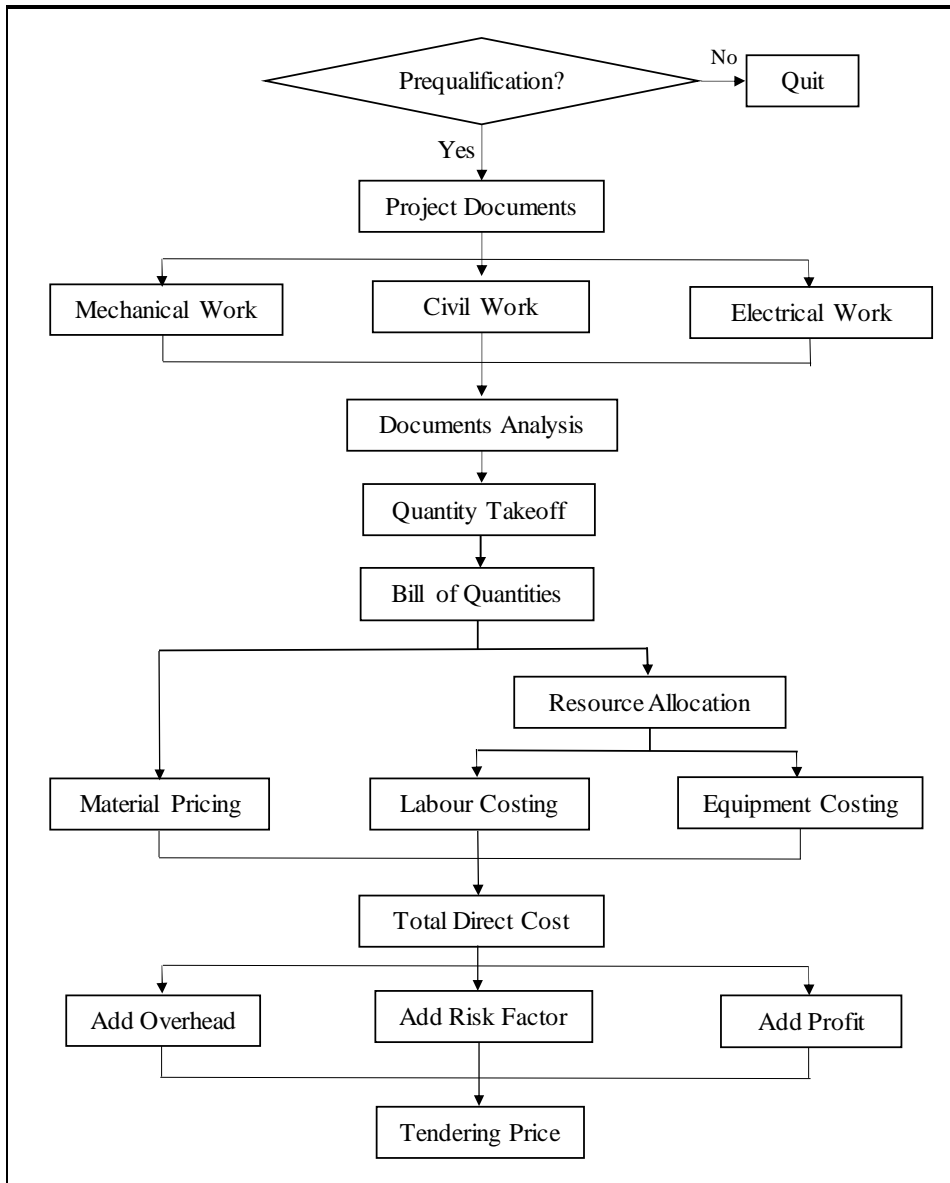 No
Prequalification?
Quit
Yes
Project Documents
Mechanical Work
Civil Work
Electrical Work
Documents Analysis
Quantity Takeoff
Bill of Quantities
Resource Allocation
Material Pricing
Labour Costing
Equipment Costing
Total Direct Cost
Add Overhead
Add Risk Factor
Add Profit
Tendering Price